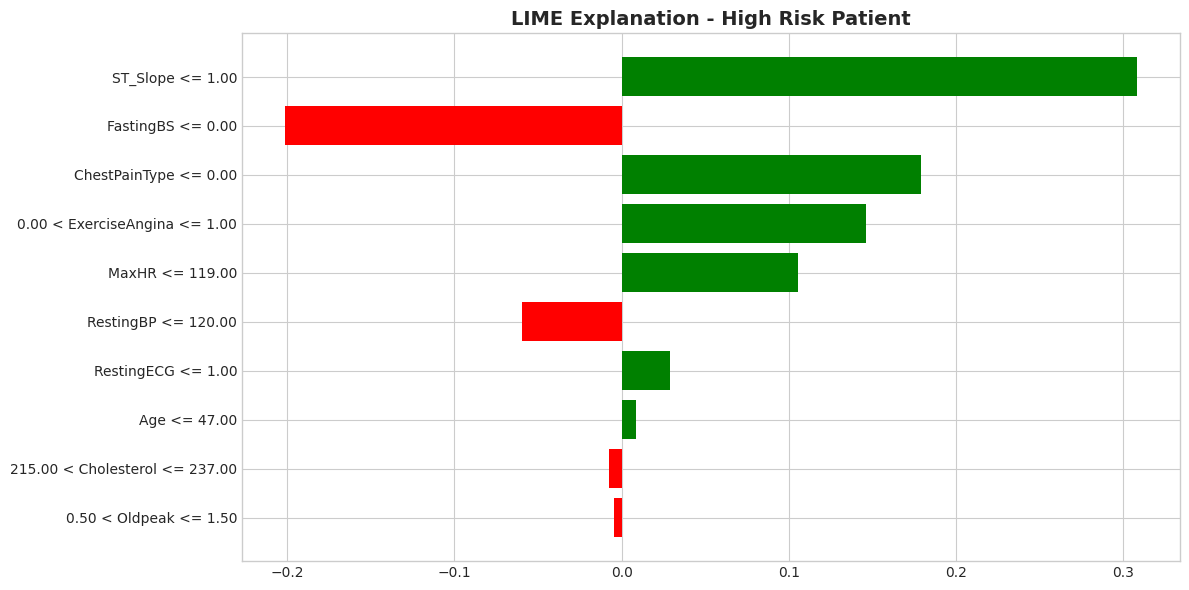 LIME Explanation - High Risk Patient
ST_Slope <= 1.00
FastingBS <= 0.00
ChestPainType <= 0.00
0.00 < ExerciseAngina <= 1.00
MaxHR <= 119.00
RestingBP <= 120.00
RestingECG <= 1.00
Age <= 47.00
215.00 < Cholesterol <= 237.00
0.50 < Oldpeak <= 1.50
−0.2 −0.1 0.0 0.1 0.2 0.3